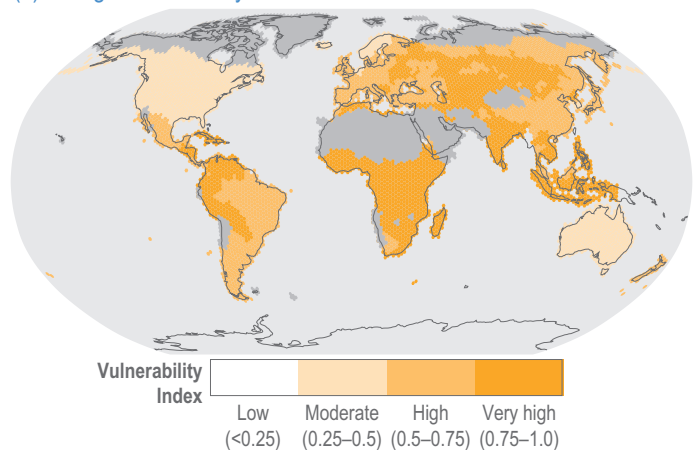 Vulnerability
Index
Low
Moderate
High
Very high
(<0.25)
(0.25–0.5)
(0.5–0.75)
(0.75–1.0)